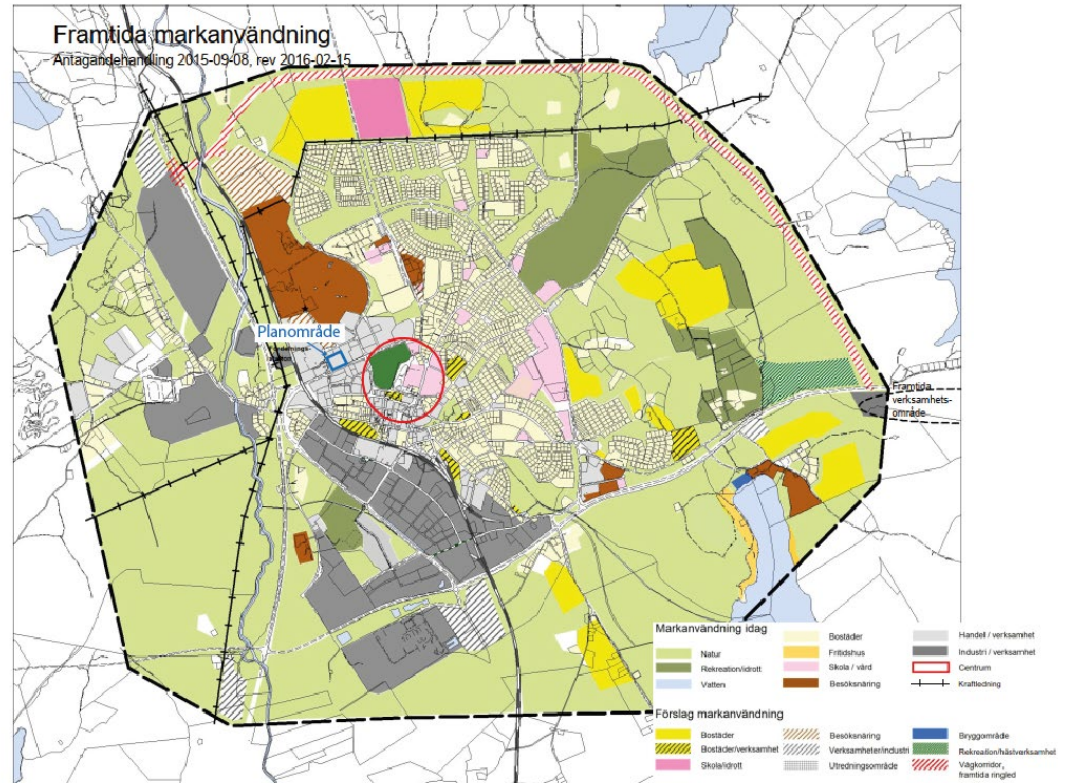 Framtida markanvändning
Antagandehandling 2015-09-08, rev 2016-02-15
Planområde
Framtida
verksamhets-
område
Markanvändning idag
Natur
Rekreation/idrott
Vatten
Bostäder
Fritidshus
Skola / vård
Besöksnäring
Handel / verksamhet
Industri / verksamhet
Centrum
Kraftledning
Förslag markanvändning
Bostäder
Bostäder/verksamhet
Skola/idrott
Besöksnäring
Verksamheter/industri
Utredningsområde
Bryggområde
Rekreation/hästverksamhet
Vägkorridor,
framtida ringled